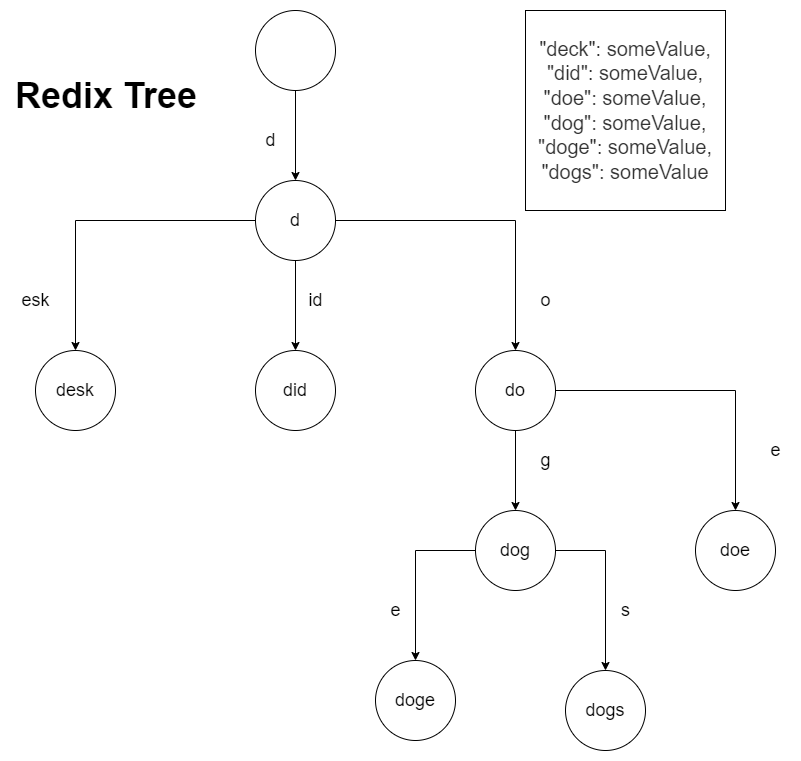 "deck": someValue,
"did": someValue,
"doe": someValue,
"dog": someValue,
"doge": someValue,
"dogs": someValue
Redix Tree
d
d
esk
id
o
desk
did
do
g
e
dog
doe
e
s
doge
dogs